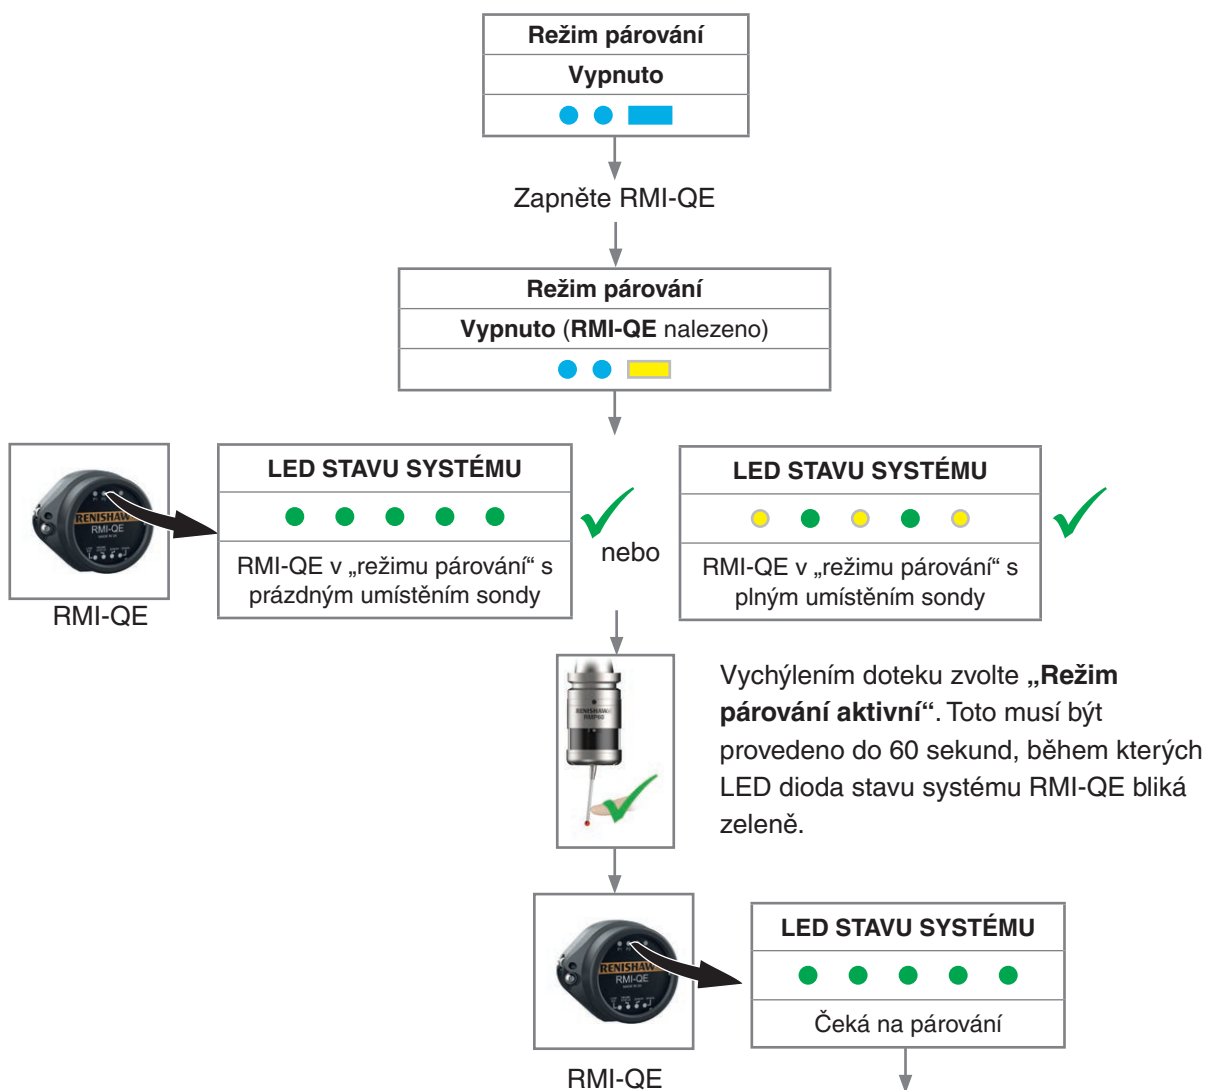 Režim párování
Vypnuto
Zapněte RMI-QE
Režim párování
Vypnuto (RMI-QE nalezeno)
RENISHAW
RMI-QE
RMI-QE
LED STAVU SYSTÉMU
RMI-QE v „režimu párování“ s
prázdným umístěním sondy
nebo
LED STAVU SYSTÉMU
RMI-QE v „režimu párování“ s
plným umístěním sondy
RENISHAW
RMP60
Vychýlením doteku zvolte „Režim
párování aktivní“. Toto musí být
provedeno do 60 sekund, během kterých
LED dioda stavu systému RMI-QE bliká
zeleně.
RENISHAW
RMI-QE
RMI-QE
LED STAVU SYSTÉMU
Čeká na párování